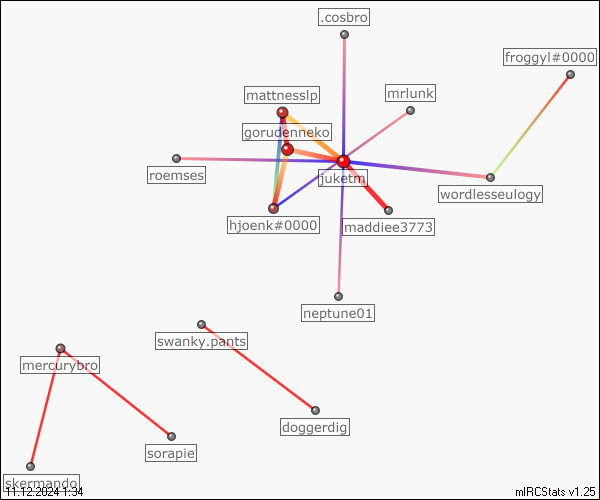 .cosbro
froggyl#0000
mattnesslp
mrlunk
gorudenneko
roemses
juketm
wordlesseulogy
hjoenk#0000
maddiee3773
neptune01
swanky.pants
mercurybro
doggerdig
sorapie
skermando
11.12.2024 1:34
mIRCStats v1.25